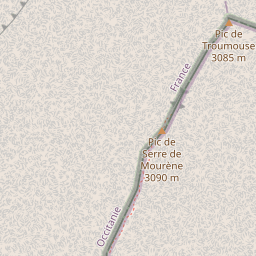 Pic de
Troumouse
3085 m
France
Pic de
Serre de
Mourène
3090 m
Occitanie